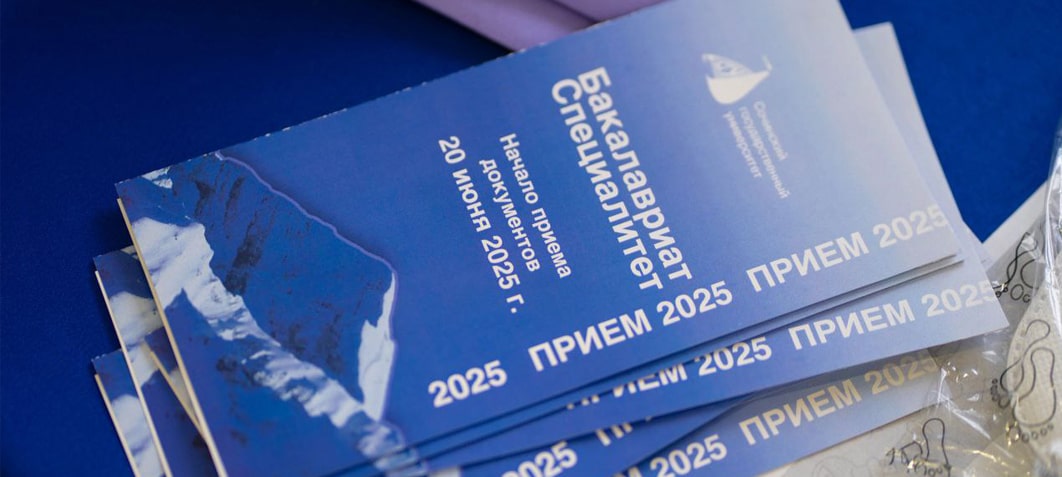 Сочинский
государственный
университет
Бакалавриат
Специалитет
Начало приема
документов
20 июня 2025 г.
2025 ПРИЕМ 2025 ПРИЕМ 2025
ПРИЕМ 2025 ПРИЕМ 2025
2025 ПРИЕМ 2025
2025